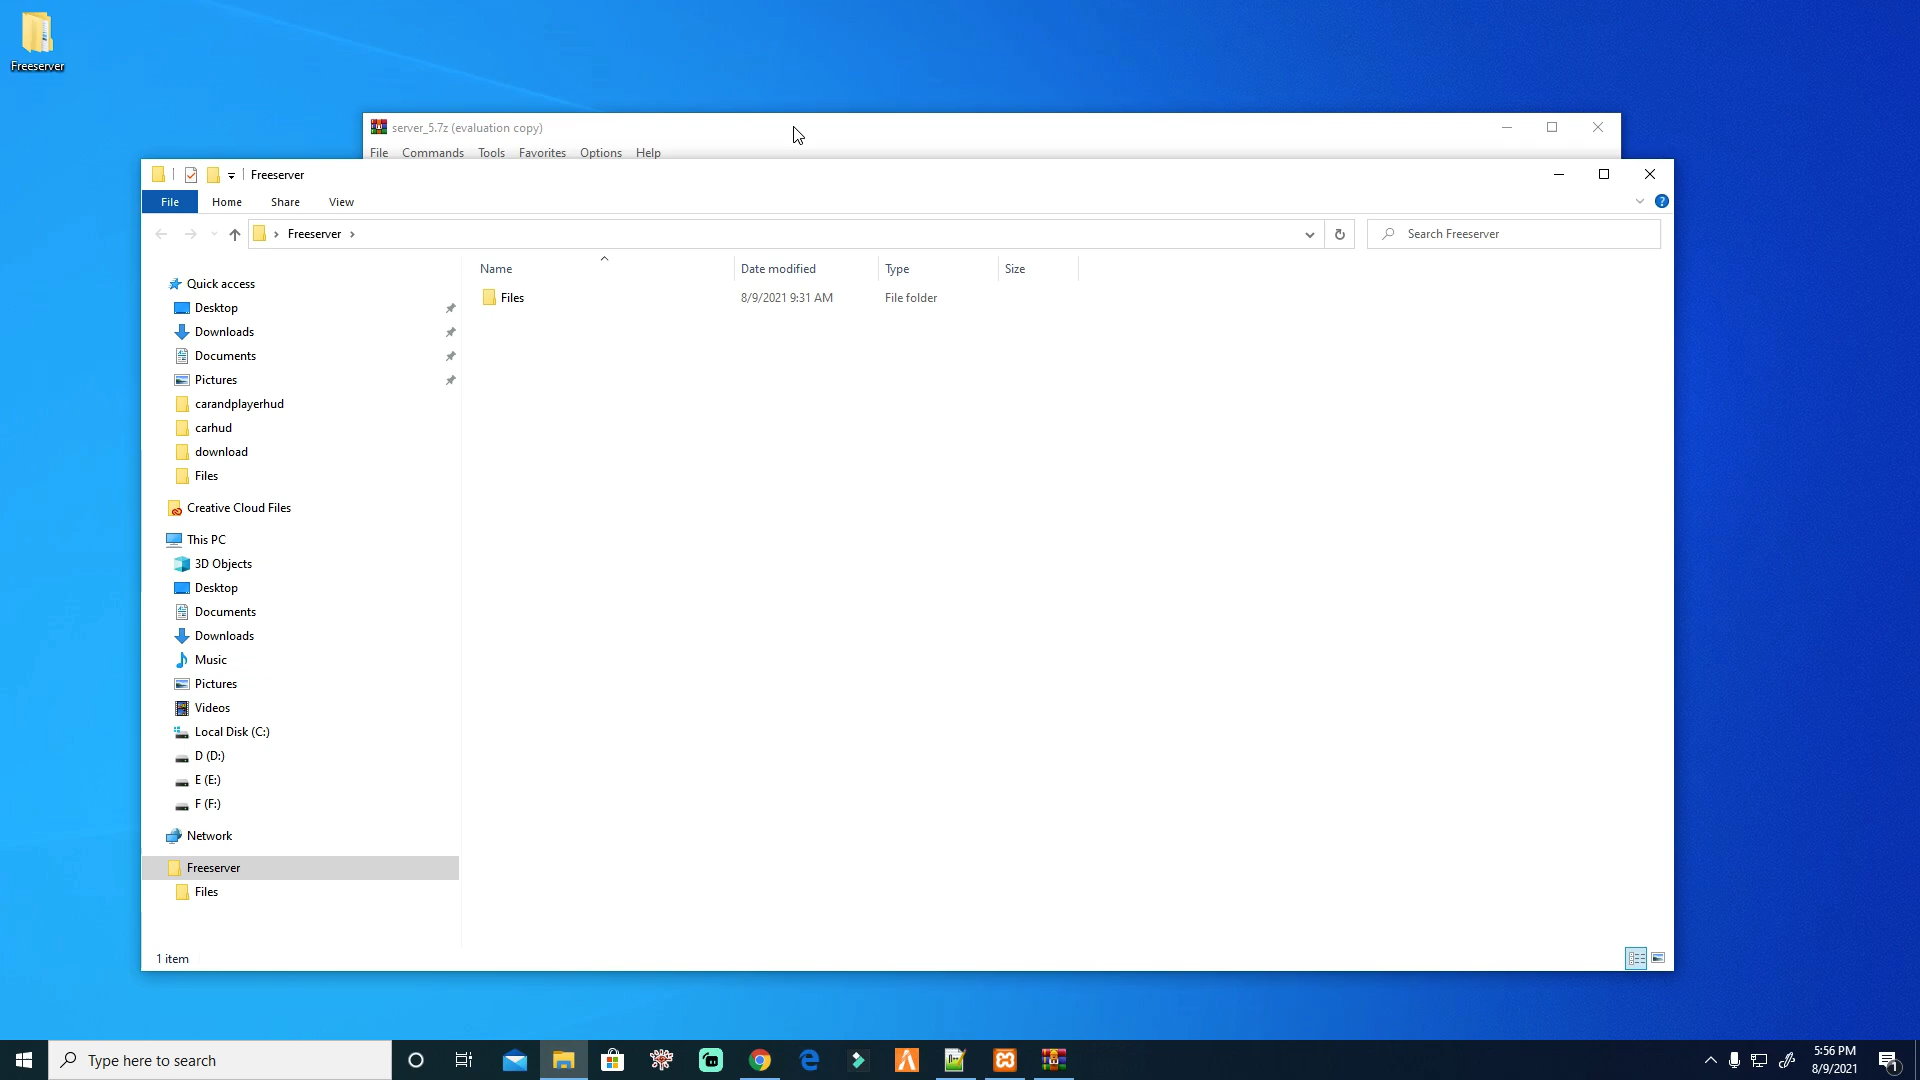 Freeserver
server_5.7z (evaluation copy)
File Commands Tools Favorites Options Help
Freeserver
File Home Share View
Freeserver
Search Freeserver
Name Date modified Type Size
Files 8/9/2021 9:31 AM File folder
Quick access
Desktop
Downloads
Documents
Pictures
carandplayerhud
carhud
download
Files
Creative Cloud Files
This PC
3D Objects
Desktop
Documents
Downloads
Music
Pictures
Videos
Local Disk (C:)
D (D:)
E (E:)
F (F:)
Network
Freeserver
Files
1 item
Type here to search
5:56 PM
8/9/2021
1